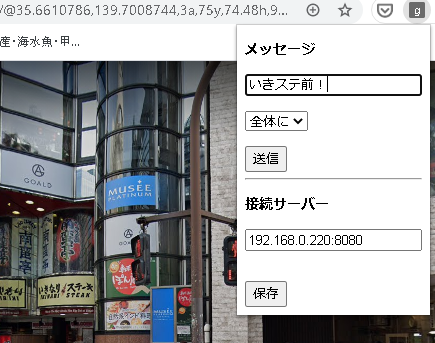 /@35.6610786,139.7008744,3a,75y,74.48h,9...
g
産・海水魚・甲...
メッセージ
いきステ前！
全体に
送信
接続サーバー
192.168.0.220:8080
保存
GOALD
MUSÉE
PLATINUM
GOALD
いきなりステーキ
IKINARI STEAK